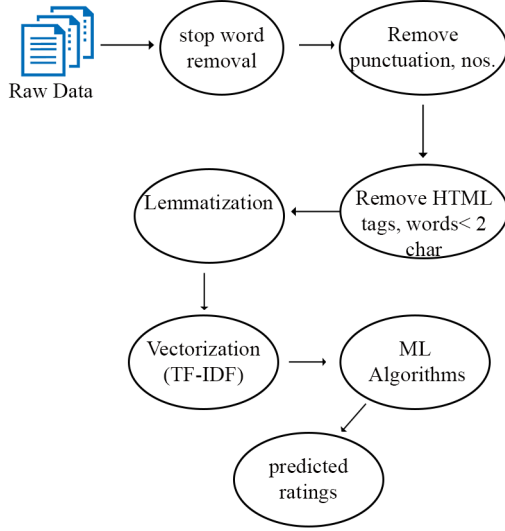 Raw Data
stop word
removal
Remove
punctuation, nos.
Remove HTML
tags, words< 2
char
Lemmatization
Vectorization
(TF-IDF)
ML
Algorithms
predicted
ratings